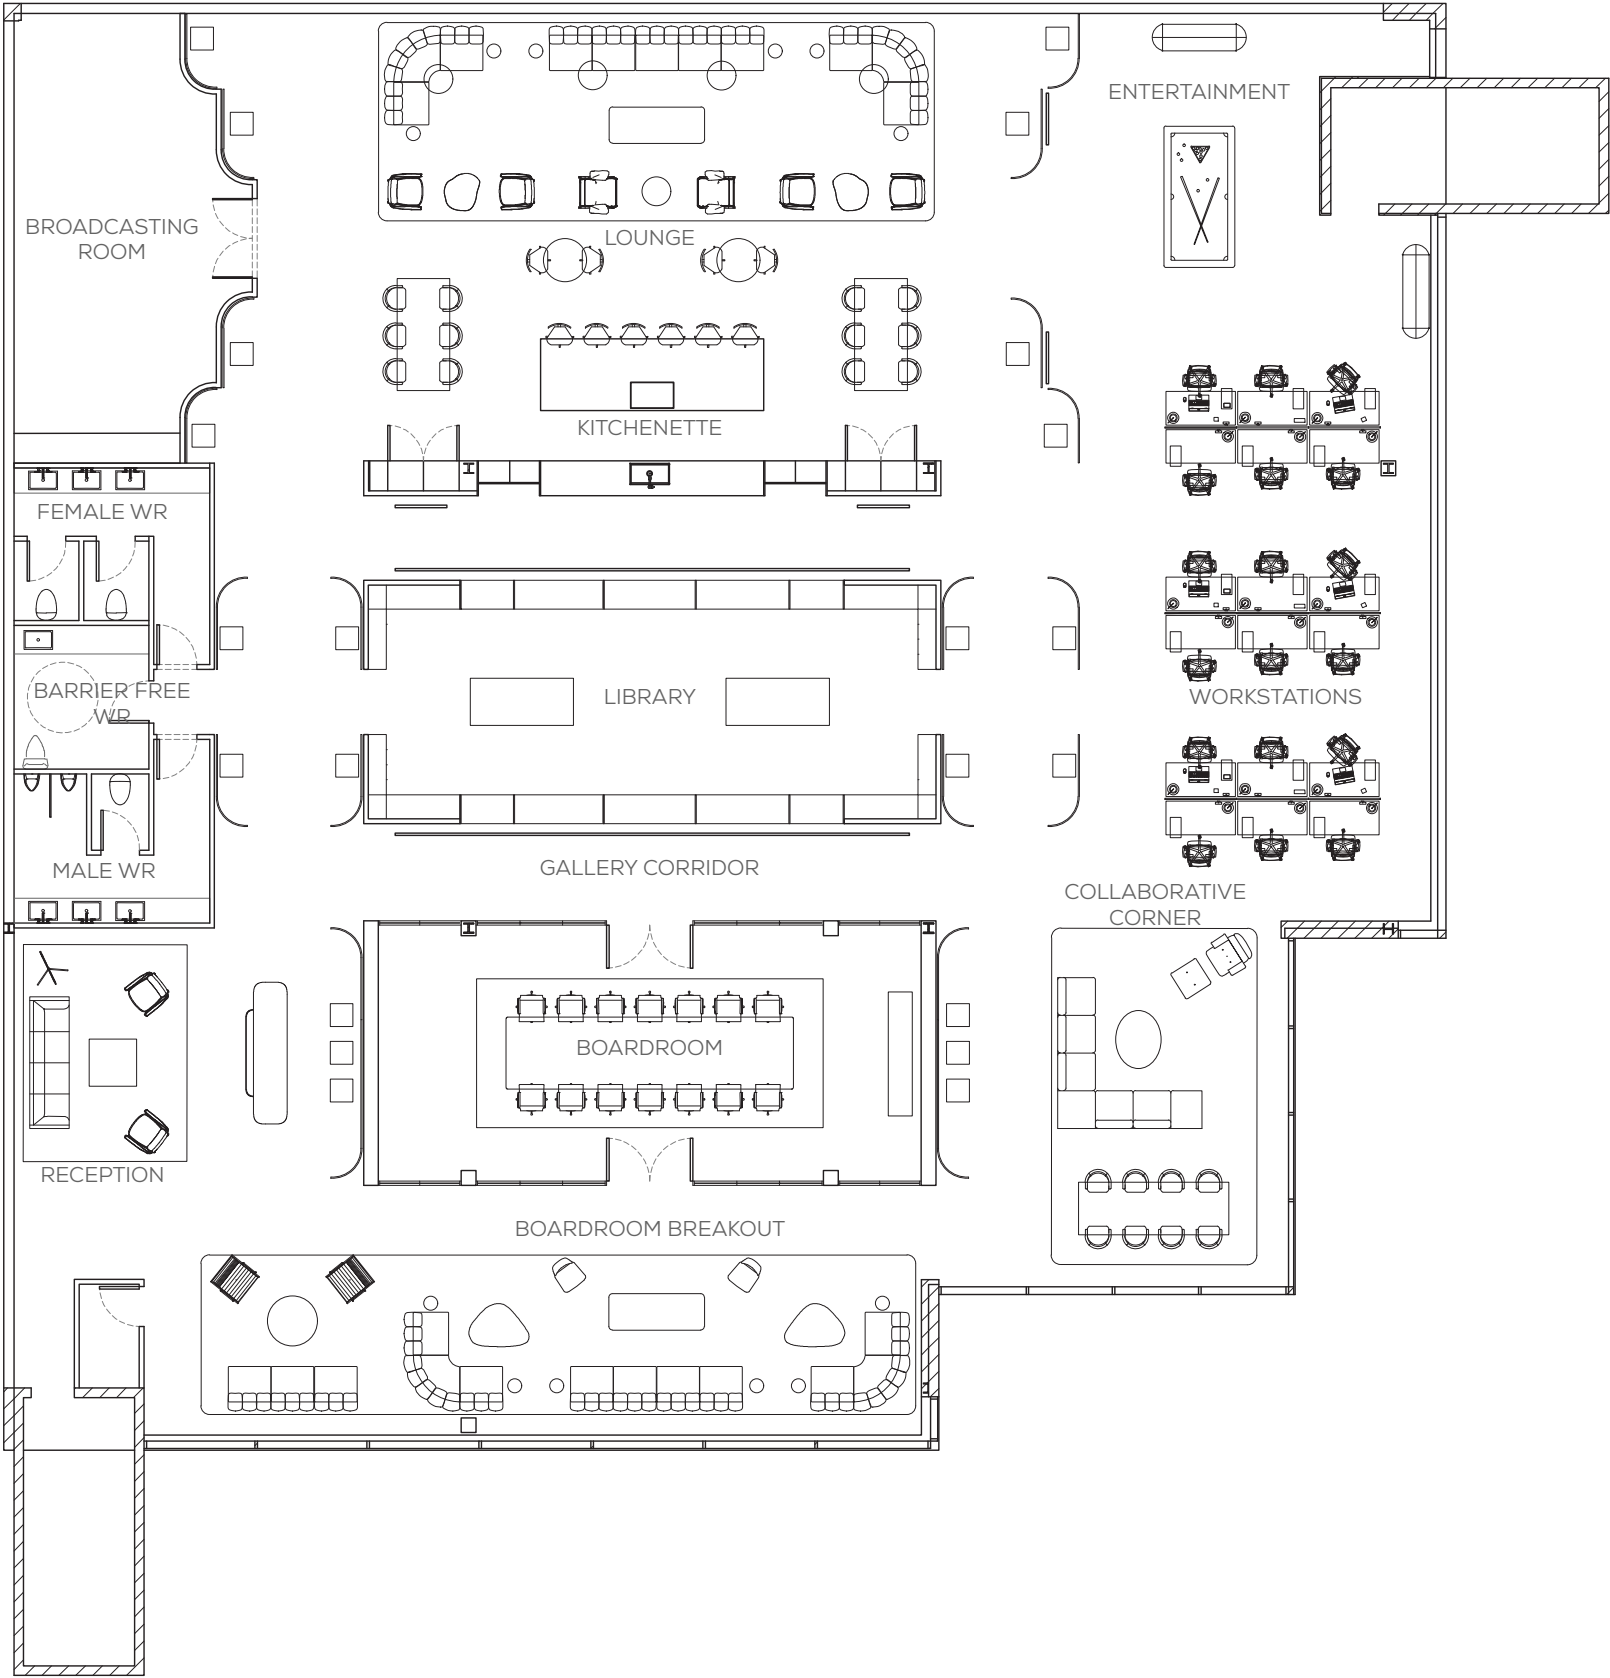 ENTERTAINMENT
BROADCASTING
ROOM
LOUNGE
KITCHENETTE
FEMALE WR
BARRIER FREE
WR
LIBRARY
WORKSTATIONS
MALE WR
GALLERY CORRIDOR
COLLABORATIVE
CORNER
BOARDROOM
RECEPTION
BOARDROOM BREAKOUT